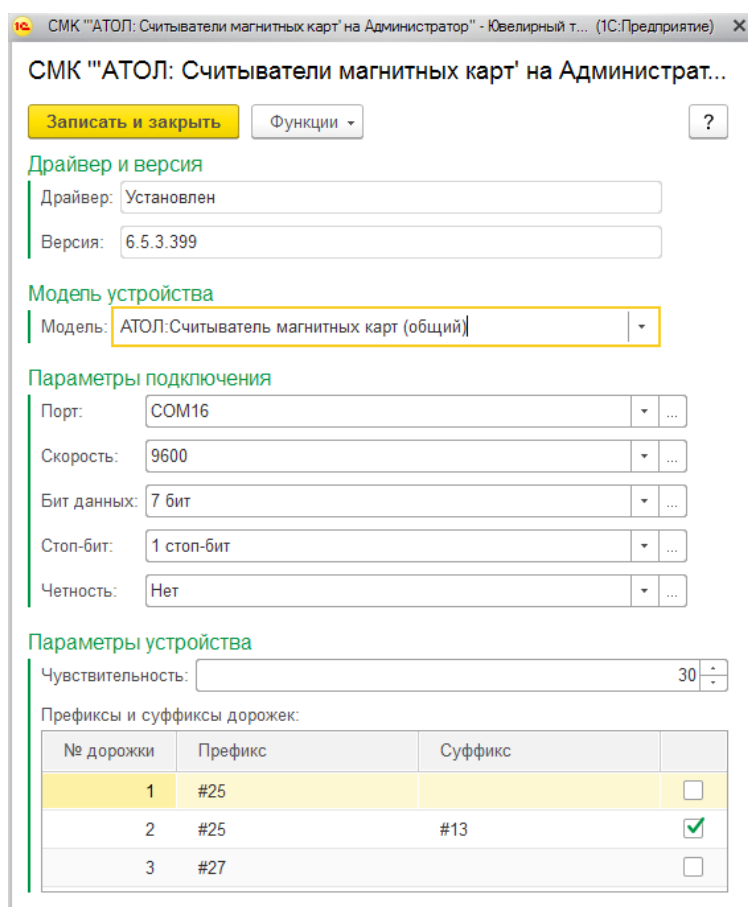 1С СМК "'АТОЛ: Считыватели магнитных карт' на Администратор" - Ювелирный т... (1С:Предприятие) ×
СМК "'АТОЛ: Считыватели магнитных карт' на Администрат...
Записать и закрыть Функции ?
Драйвер и версия
Драйвер: Установлен
Версия: 6.5.3.399
Модель устройства
Модель: АТОЛ:Считыватель магнитных карт (общий)
Параметры подключения
Порт: COM16 ...
Скорость: 9600 ...
Бит данных: 7 бит ...
Стоп-бит: 1 стоп-бит ...
Четность: Нет ...
Параметры устройства
Чувствительность: 30
Префиксы и суффиксы дорожек:
№ дорожки Префикс Суффикс
1 #25
2 #25 #13
3 #27